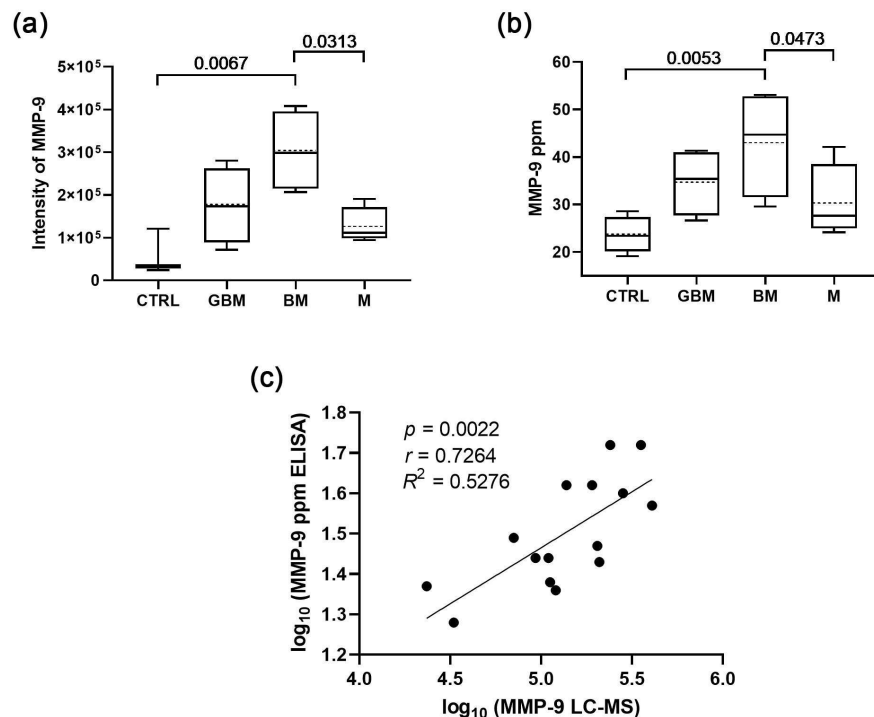 (a)
0.0313
0.0067
Intensity of MMP-9
5×10⁵
4×10⁵
3×10⁵
2×10⁵
1×10⁵
0
CTRL GBM BM M
(b)
0.0473
0.0053
MMP-9 ppm
60
50
40
30
20
CTRL GBM BM M
(c)
p = 0.0022
r = 0.7264
R² = 0.5276
log₁₀ (MMP-9 ppm ELISA)
1.8
1.7
1.6
1.5
1.4
1.3
1.2
4.0 4.5 5.0 5.5 6.0
log₁₀ (MMP-9 LC-MS)